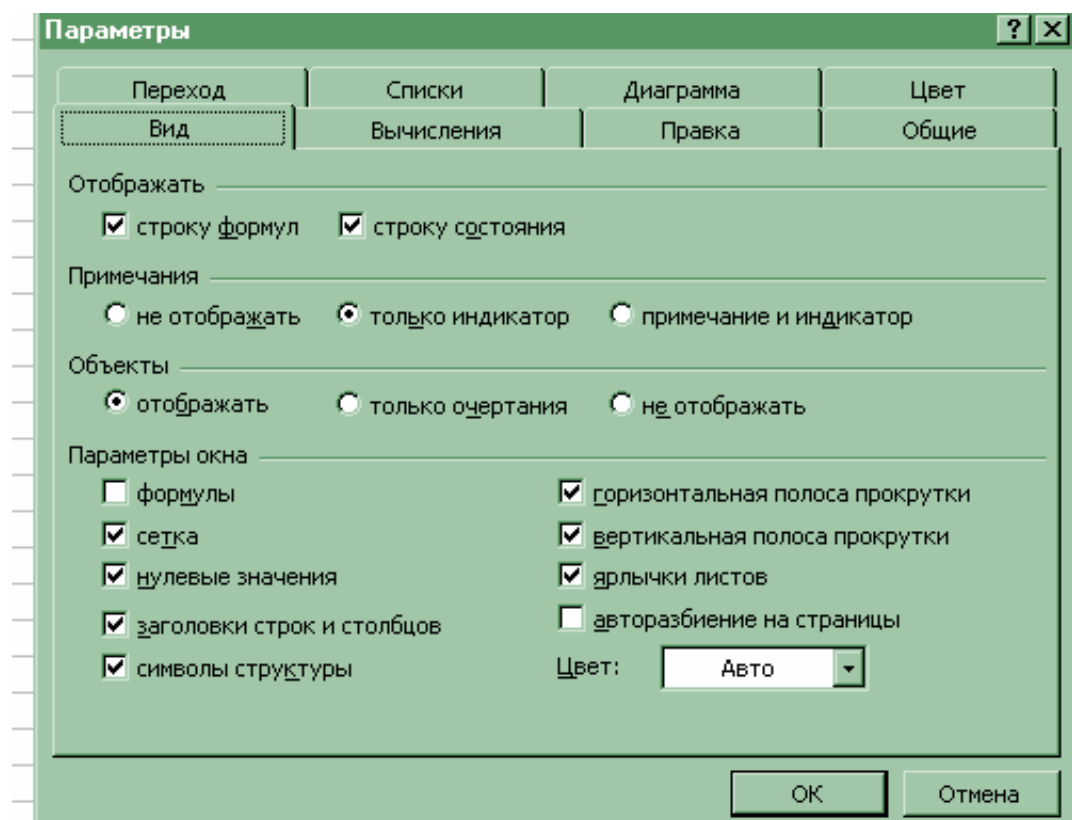 Параметры
Переход Списки Диаграмма Цвет
Вид Вычисления Правка Общие
Отображать
строку формул строку состояния
Примечания
не отображать только индикатор примечание и индикатор
Объекты
отображать только очертания не отображать
Параметры окна
формулы горизонтальная полоса прокрутки
сетка вертикальная полоса прокрутки
нулевые значения ярлычки листов
заголовки строк и столбцов авторазбиение на страницы
символы структуры Цвет: Авто
ОК Отмена